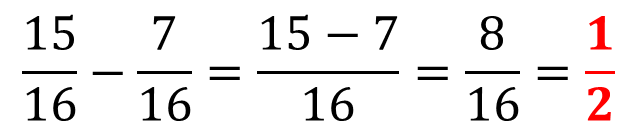 15/16 − 7/16 = (15 − 7)/16 = 8/16 = 1/2